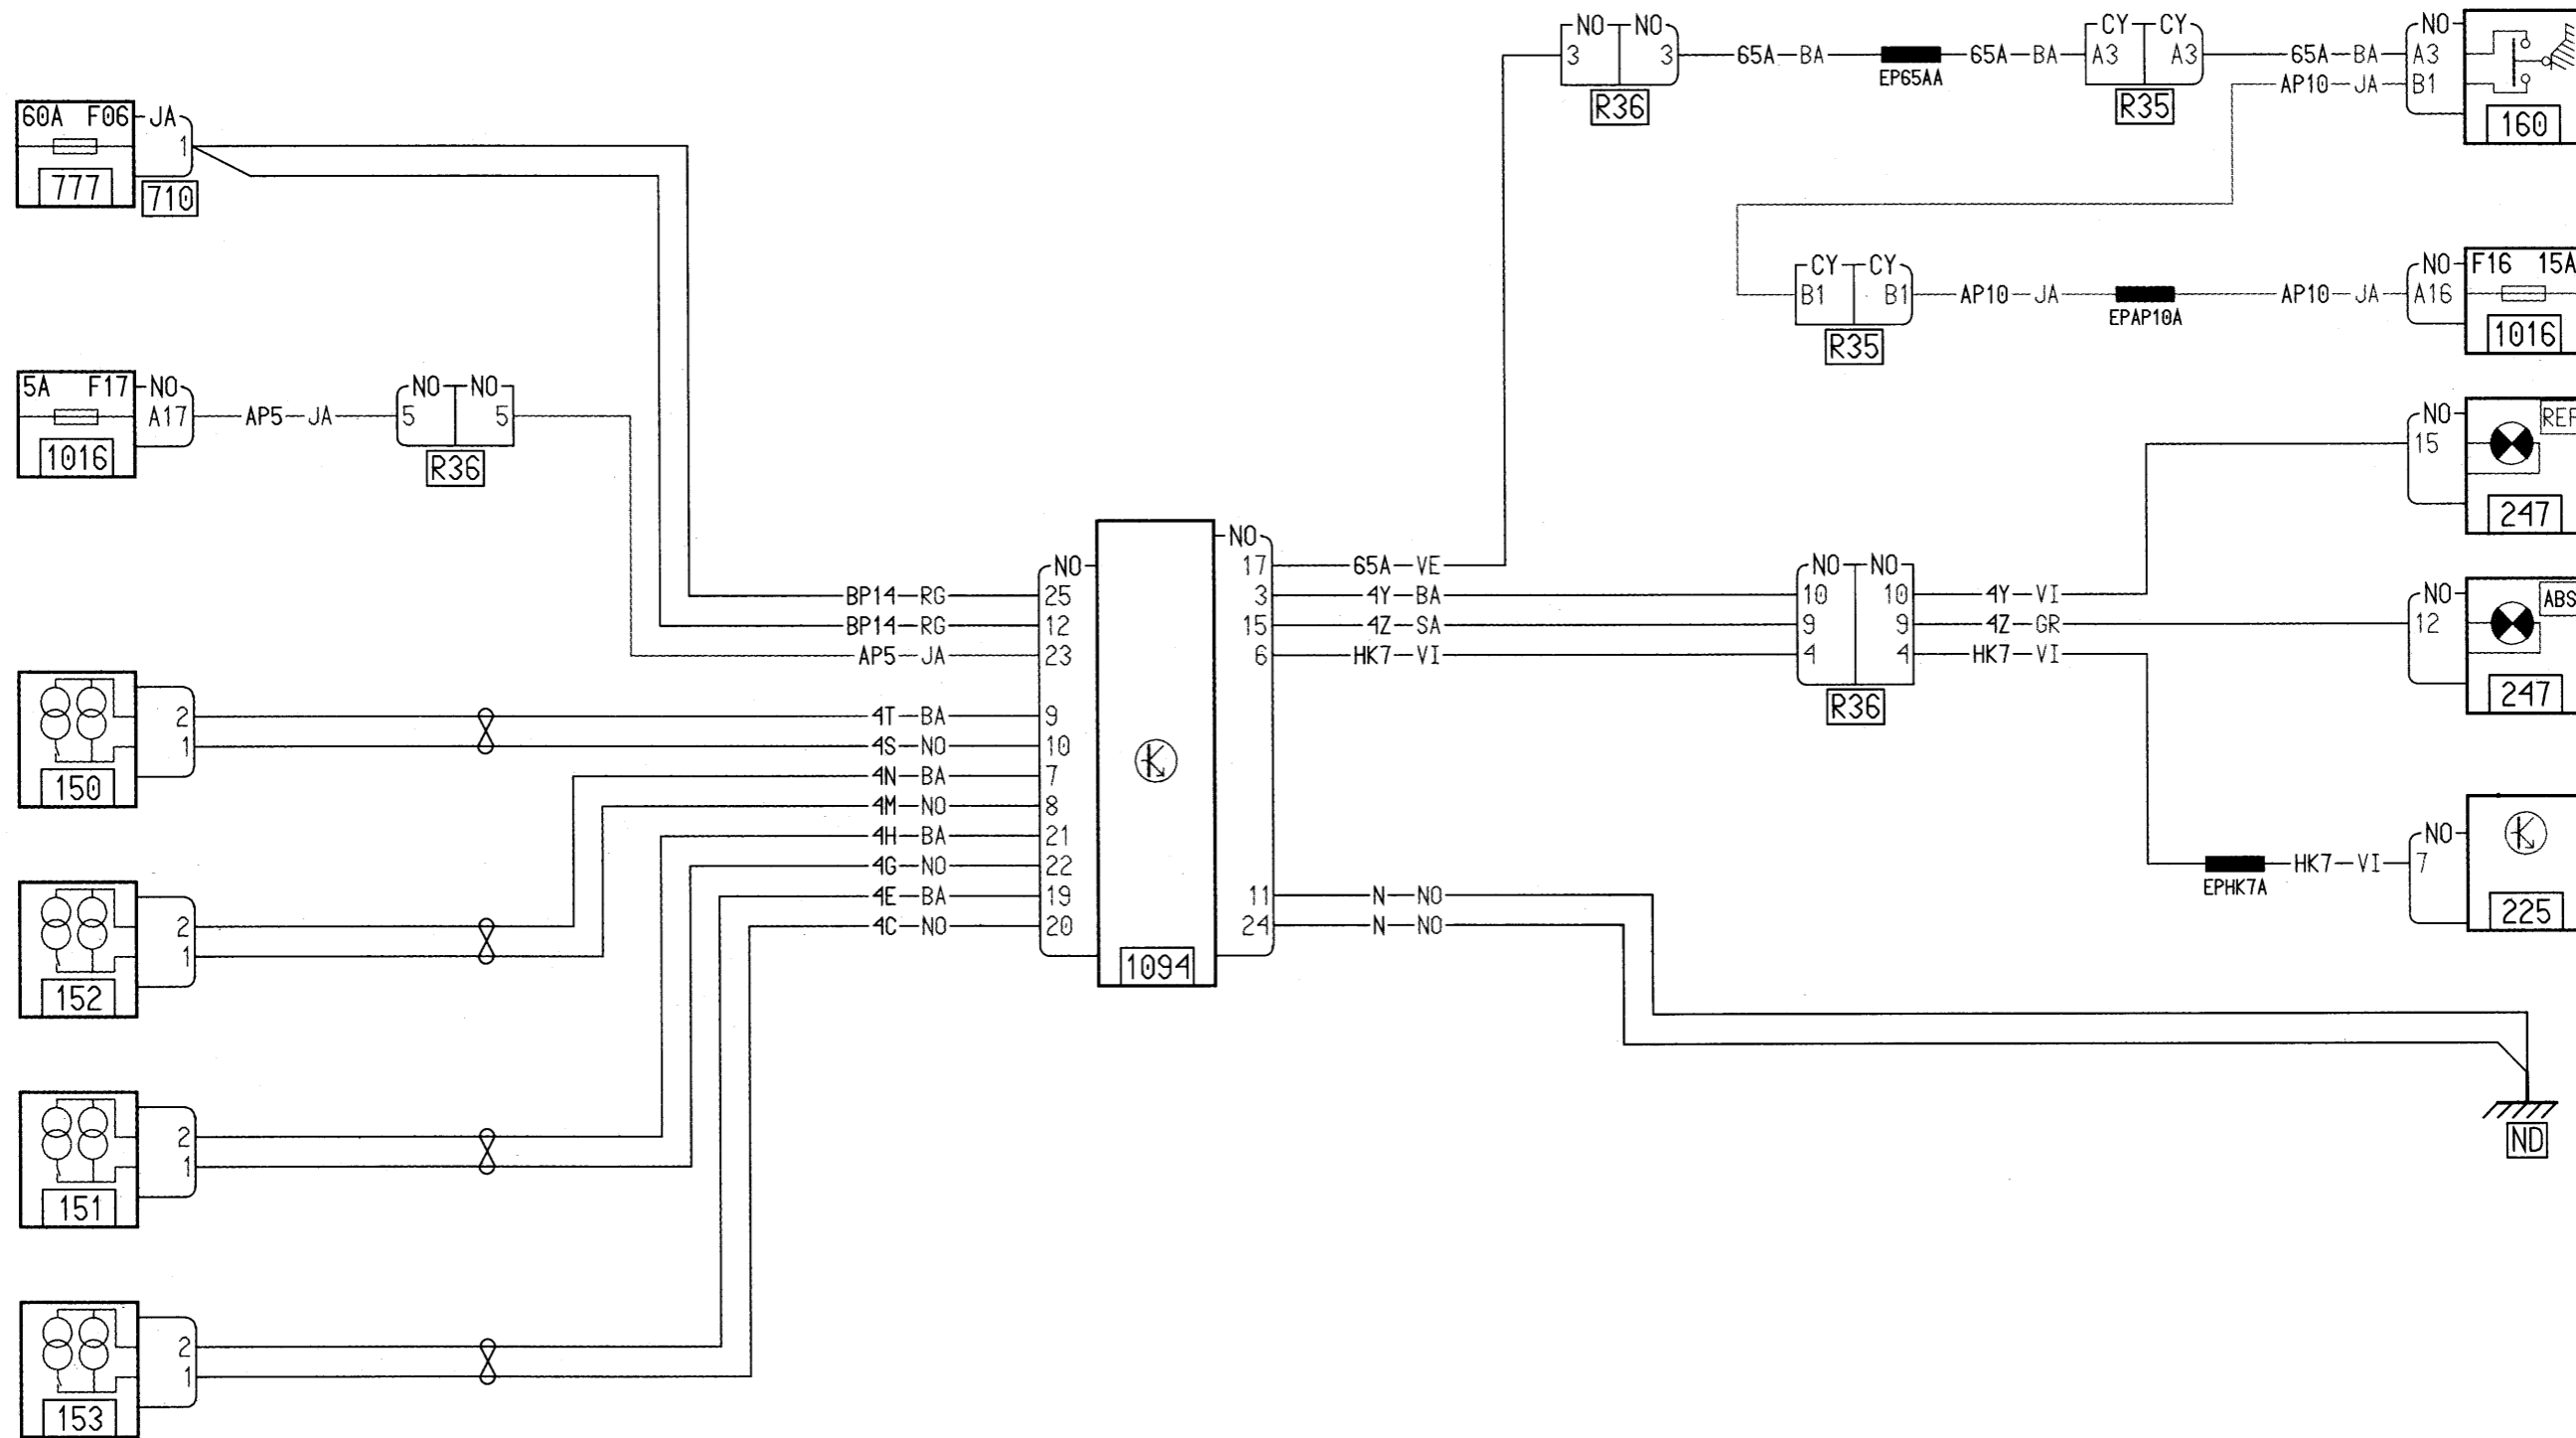 60A F06 JA
1
777
710
5A F17 NO
A17 AP5 JA
1016
NO NO
5 5
R36
2
1
150
2
1
152
2
1
151
2
1
153
NO
BP14 RG 25
BP14 RG 12
AP5 JA 23
4T BA 9
4S NO 10
4N BA 7
4M NO 8
4H BA 21
4G NO 22
4E BA 19
4C NO 20
1094
NO
17 65A VE
3 4Y BA
15 4Z SA
6 HK7 VI
11 N NO
24 N NO
NO NO
3 3
R36
65A BA
EP65AA
65A BA
CY CY
A3 A3
R35
65A BA
AP10 JA
NO
A3
B1
160
CY CY
B1 B1
R35
AP10 JA
EPAP10A
AP10 JA
NO
A16
F16 15A
1016
NO NO
10 10 4Y VI
9 9 4Z GR
4 4 HK7 VI
R36
NO
15
REF
247
NO
12
ABS
247
EPHK7A
HK7 VI
NO
7
225
ND